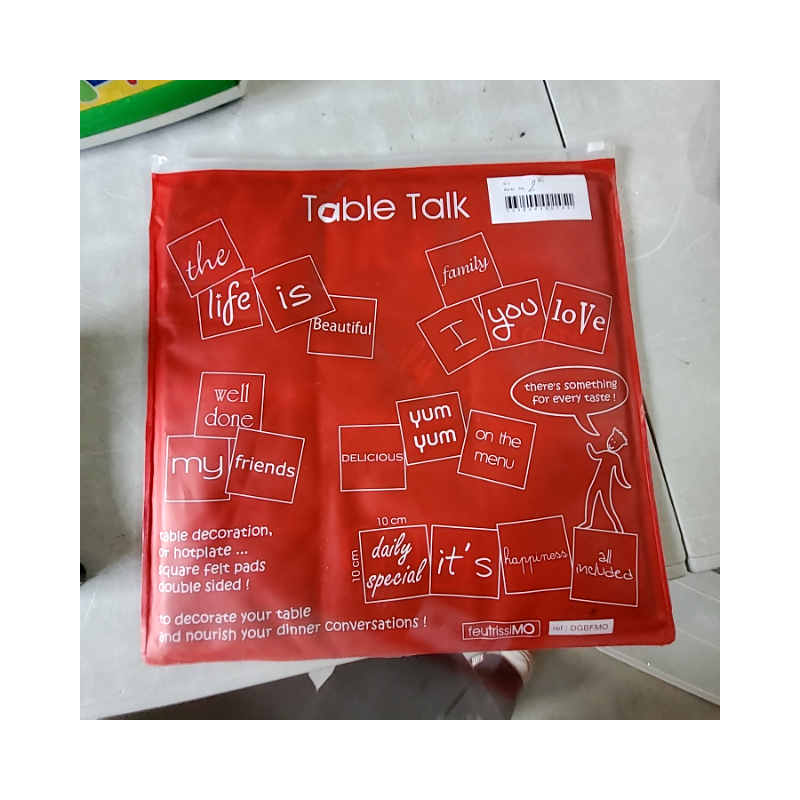 Table Talk
2€
the
life
is
Beautiful
family
I
you
love
well
done
my
friends
DELICIOUS
yum
yum
on the
menu
there's something
for every taste !
table decoration,
or hotplate ...
square felt pads
double sided !
10 cm
10 cm
daily
special
it's
happiness
all
included
to decorate your table
and nourish your dinner conversations !
feutrissiMO
ref : DGBFMO